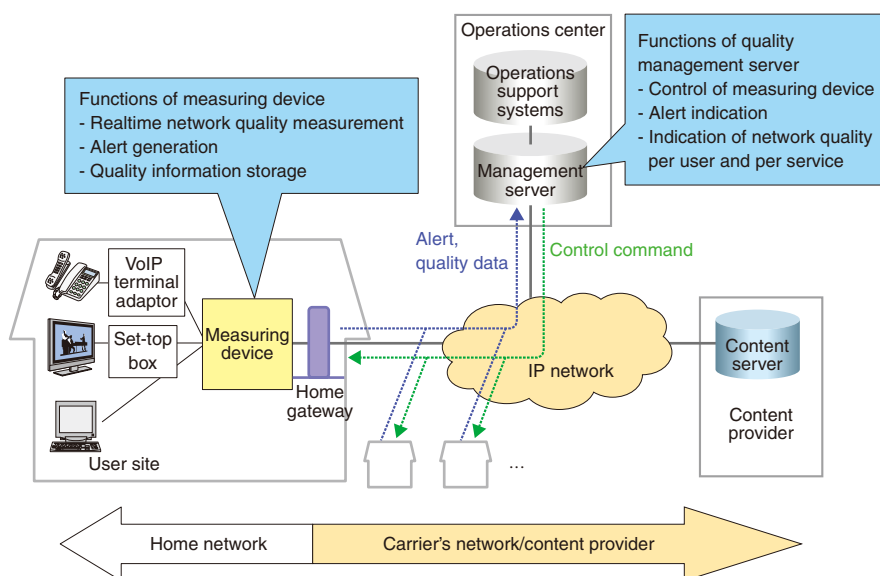 Operations center
Operations
support
systems
Management
server
Functions of quality
management server
- Control of measuring device
- Alert indication
- Indication of network quality
per user and per service
Functions of measuring device
- Realtime network quality measurement
- Alert generation
- Quality information storage
Alert,
quality data
Control command
VoIP
terminal
adaptor
Set-top
box
Measuring
device
Home
gateway
User site
IP network
Content
server
Content
provider
...
Home network
Carrier's network/content provider